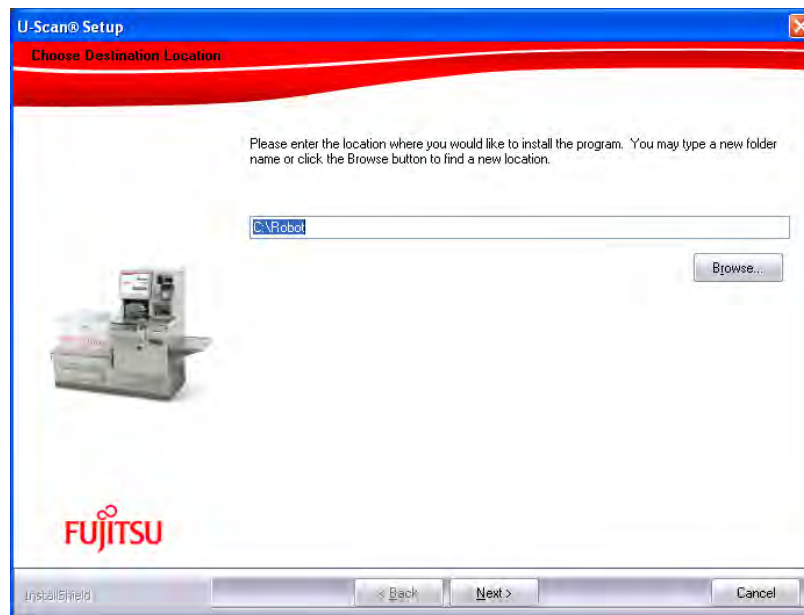 U-Scan® Setup
Choose Destination Location
Please enter the location where you would like to install the program. You may type a new folder
name or click the Browse button to find a new location.
C:\Robot
Browse...
FUJITSU
InstallShield
< Back
Next >
Cancel